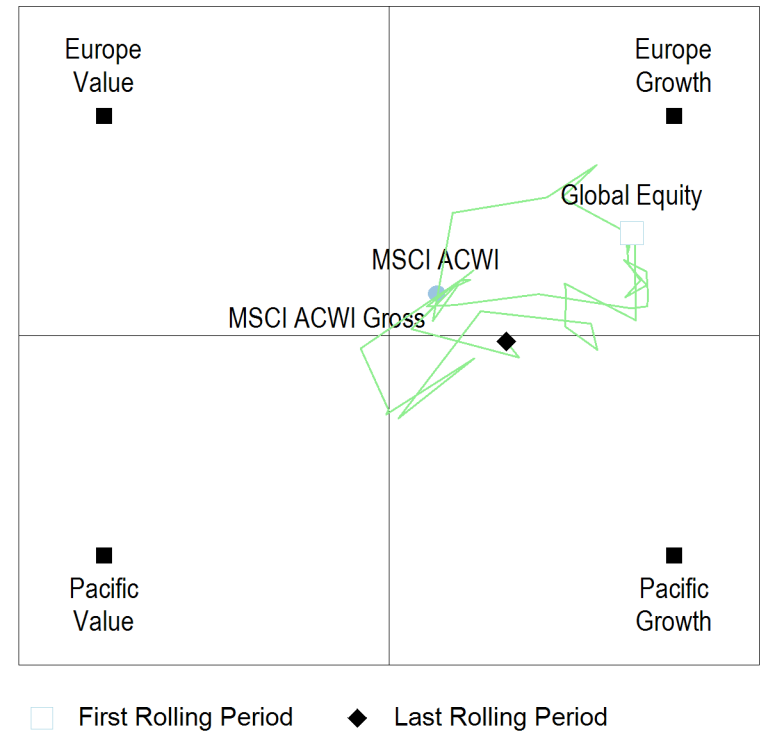 Europe
Value
Europe
Growth
Global Equity
MSCI ACWI
MSCI ACWI Gross
Pacific
Value
Pacific
Growth
First Rolling Period
Last Rolling Period